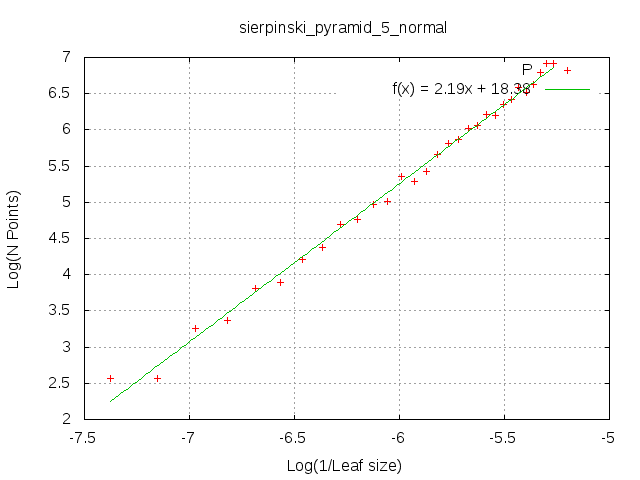 sierpinski_pyramid_5_normal
7
6.5
6
5.5
5
4.5
4
3.5
3
2.5
2
Log(N Points)
P
f(x) = 2.19x + 18.38
-7.5 -7 -6.5 -6 -5.5 -5
Log(1/Leaf size)